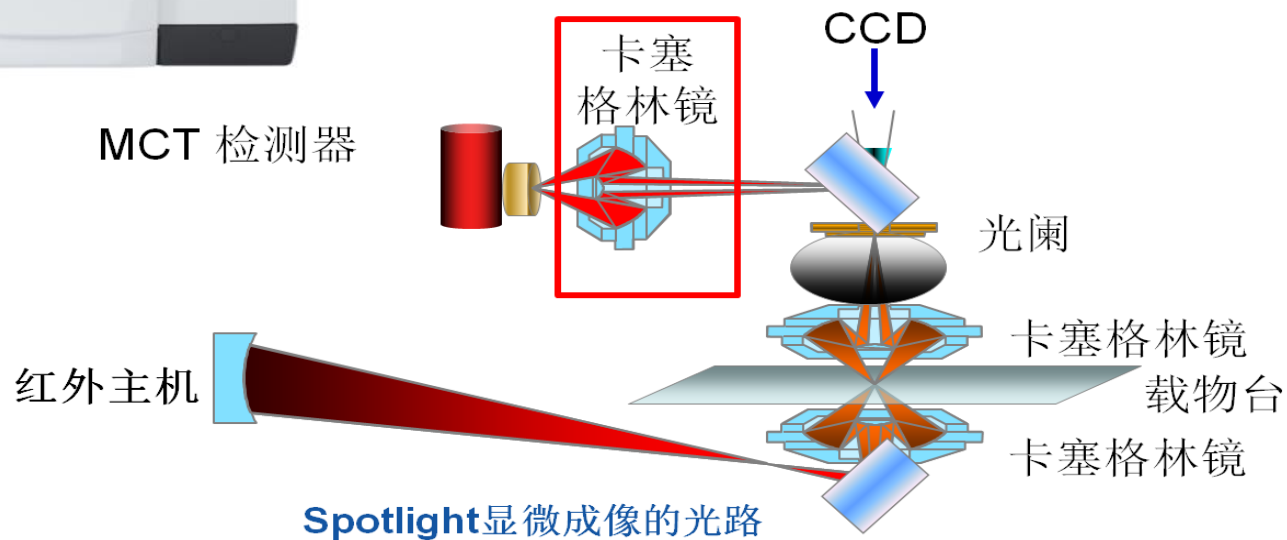 CCD
卡塞
格林镜
MCT 检测器
光阑
卡塞格林镜
红外主机
载物台
卡塞格林镜
Spotlight显微成像的光路